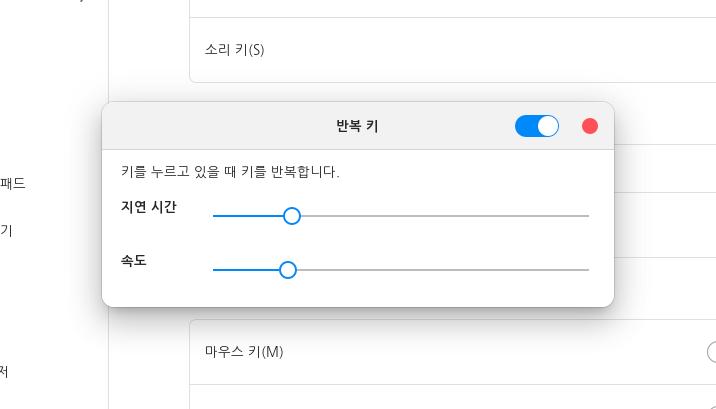 소리 키(S)
반복 키
키를 누르고 있을 때 키를 반복합니다.
패드
지연 시간
기
속도
마우스 키(M)
저